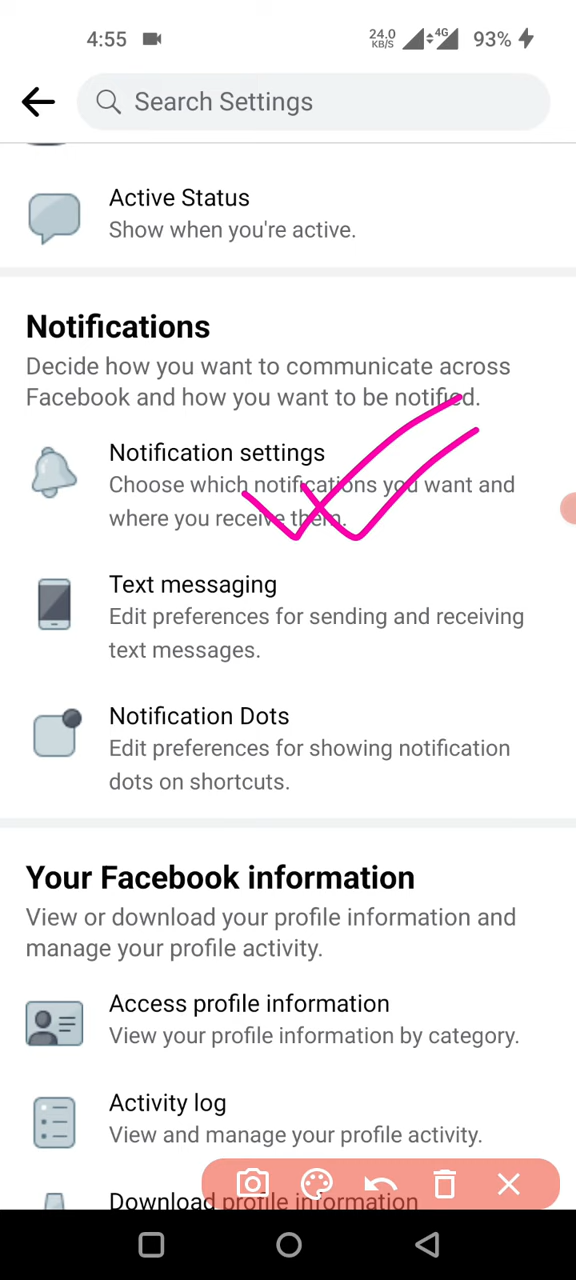 4:55
24.0
KB/S
4G
93%
Search Settings
Active Status
Show when you're active.
Notifications
Decide how you want to communicate across
Facebook and how you want to be notified.
Notification settings
Choose which notifications you want and
where you receive them.
Text messaging
Edit preferences for sending and receiving
text messages.
Notification Dots
Edit preferences for showing notification
dots on shortcuts.
Your Facebook information
View or download your profile information and
manage your profile activity.
Access profile information
View your profile information by category.
Activity log
View and manage your profile activity.
Download profile information